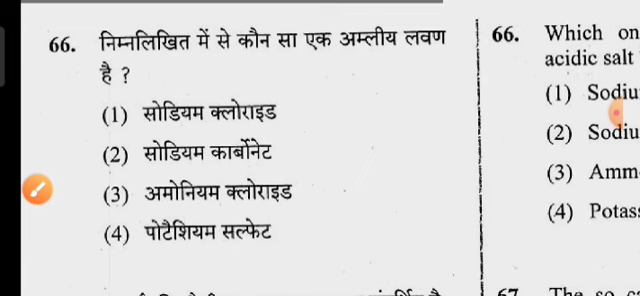 66. निम्नलिखित में से कौन सा एक अम्लीय लवण
है ?
(1) सोडियम क्लोराइड
(2) सोडियम कार्बोनेट
(3) अमोनियम क्लोराइड
(4) पोटैशियम सल्फेट
66. Which on
acidic salt
(1) Sodiu
(2) Sodiu
(3) Amm
(4) Potas
67 The so